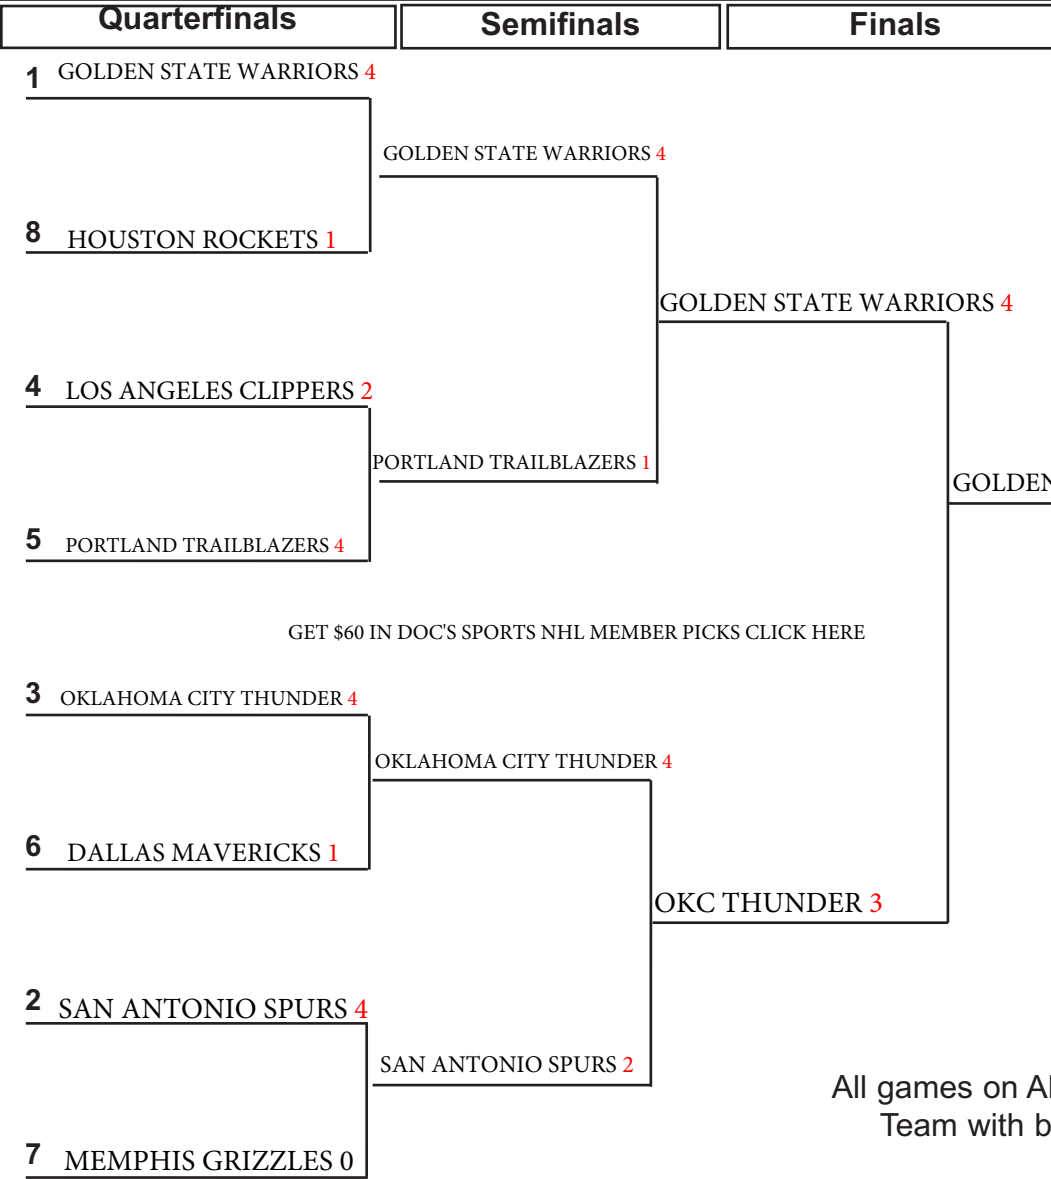 Quarterfinals
Semifinals
Finals
1 GOLDEN STATE WARRIORS 4
GOLDEN STATE WARRIORS 4
8 HOUSTON ROCKETS 1
GOLDEN STATE WARRIORS 4
4 LOS ANGELES CLIPPERS 2
PORTLAND TRAILBLAZERS 1
GOLDEN
5 PORTLAND TRAILBLAZERS 4
GET $60 IN DOC'S SPORTS NHL MEMBER PICKS CLICK HERE
3 OKLAHOMA CITY THUNDER 4
OKLAHOMA CITY THUNDER 4
6 DALLAS MAVERICKS 1
OKC THUNDER 3
2 SAN ANTONIO SPURS 4
SAN ANTONIO SPURS 2
All games on
Team with
7 MEMPHIS GRIZZLES 0